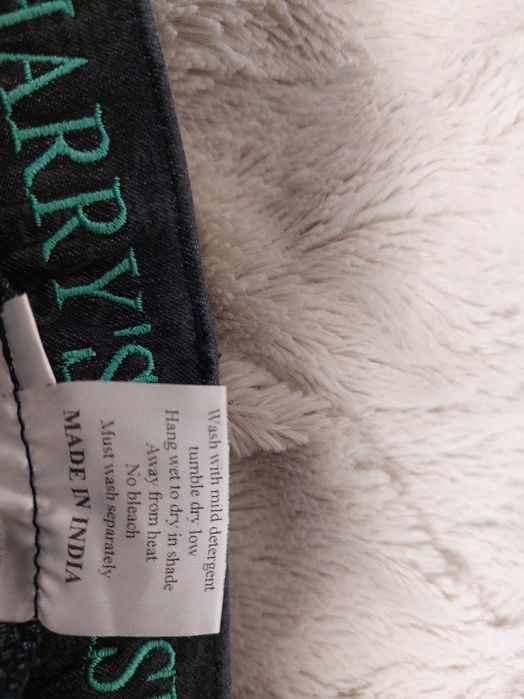 HARRY'S
Wash with mild detergent
tumble dry low
Hang wet to dry in shade
Away from heat
No bleach
Must wash separately
MADE IN INDIA